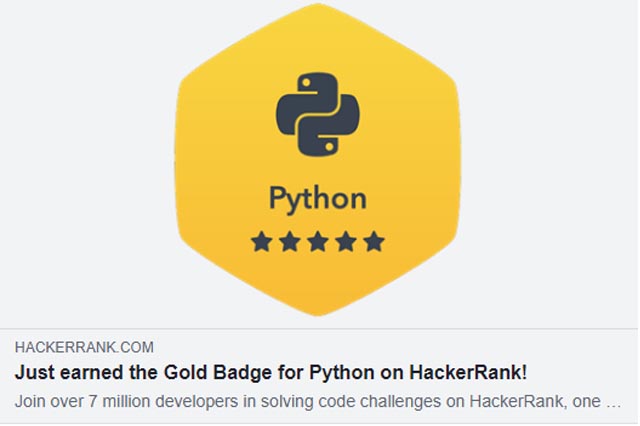 Python
★★★★★
HACKERRANK.COM
Just earned the Gold Badge for Python on HackerRank!
Join over 7 million developers in solving code challenges on HackerRank, one ...